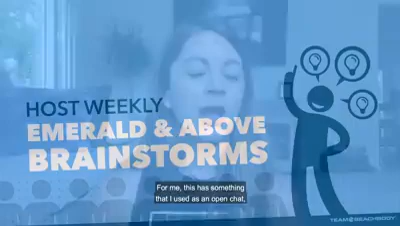 HOST WEEKLY
EMERALD & ABOVE
BRAINSTORMS
For me, this has something
that I used as an open chat,
TEAM BEACHBODY